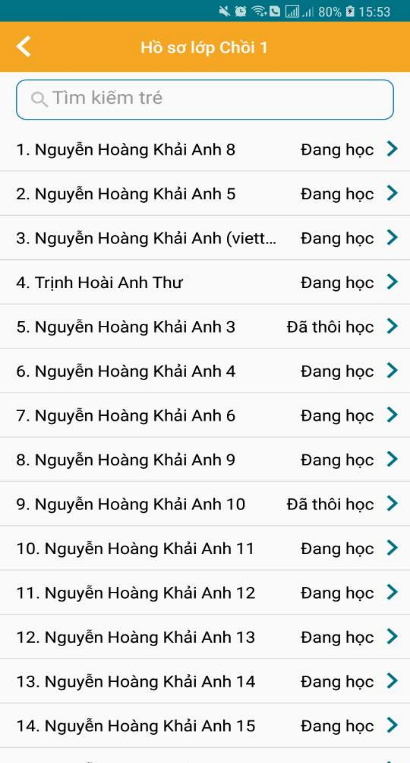 80% 15:53
Hồ sơ lớp Chồi 1
Tìm kiếm trẻ
1. Nguyễn Hoàng Khải Anh 8 Đang học
2. Nguyễn Hoàng Khải Anh 5 Đang học
3. Nguyễn Hoàng Khải Anh (viett... Đang học
4. Trịnh Hoài Anh Thư Đang học
5. Nguyễn Hoàng Khải Anh 3 Đã thôi học
6. Nguyễn Hoàng Khải Anh 4 Đang học
7. Nguyễn Hoàng Khải Anh 6 Đang học
8. Nguyễn Hoàng Khải Anh 9 Đang học
9. Nguyễn Hoàng Khải Anh 10 Đã thôi học
10. Nguyễn Hoàng Khải Anh 11 Đang học
11. Nguyễn Hoàng Khải Anh 12 Đang học
12. Nguyễn Hoàng Khải Anh 13 Đang học
13. Nguyễn Hoàng Khải Anh 14 Đang học
14. Nguyễn Hoàng Khải Anh 15 Đang học